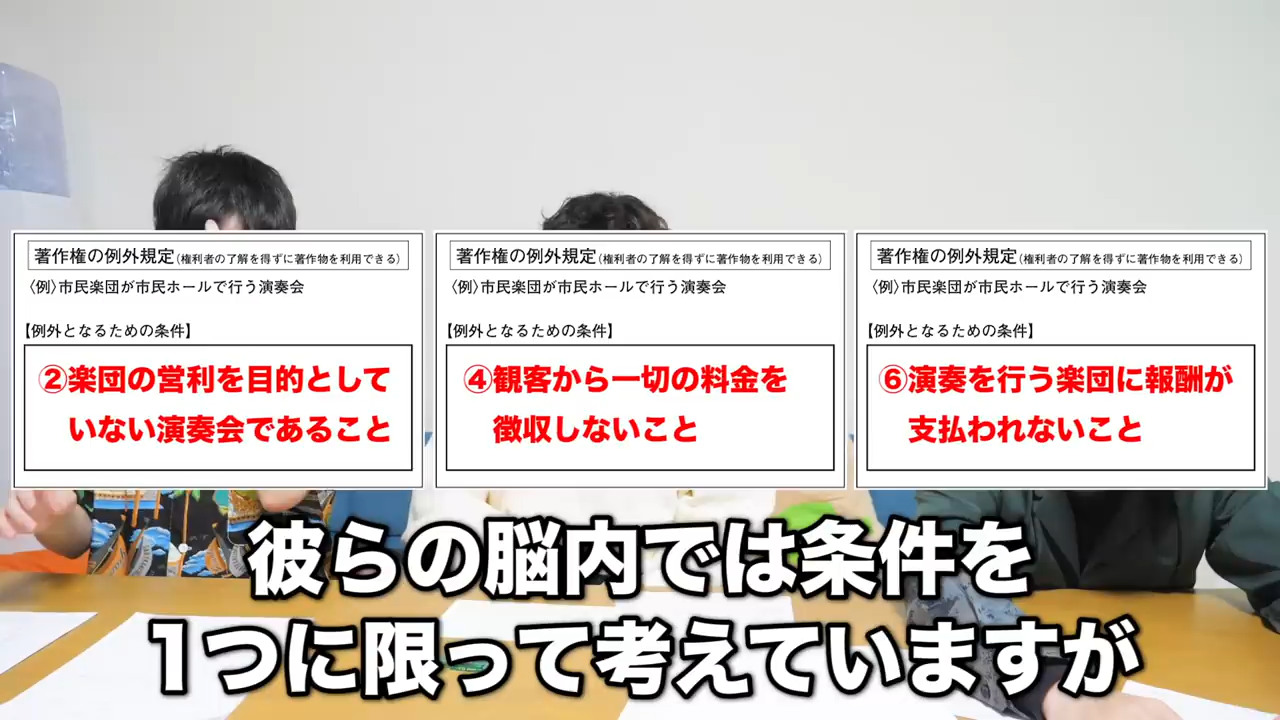 著作権の例外規定(権利者の了解を得ずに著作物を利用できる)
〈例〉市民楽団が市民ホールで行う演奏会
【例外となるための条件】
②楽団の営利を目的として
いない演奏会であること
著作権の例外規定(権利者の了解を得ずに著作物を利用できる)
〈例〉市民楽団が市民ホールで行う演奏会
【例外となるための条件】
④観客から一切の料金を
徴収しないこと
著作権の例外規定(権利者の了解を得ずに著作物を利用できる)
〈例〉市民楽団が市民ホールで行う演奏会
【例外となるための条件】
⑥演奏を行う楽団に報酬が
支払われないこと
彼らの脳内では条件を
1つに限って考えていますが